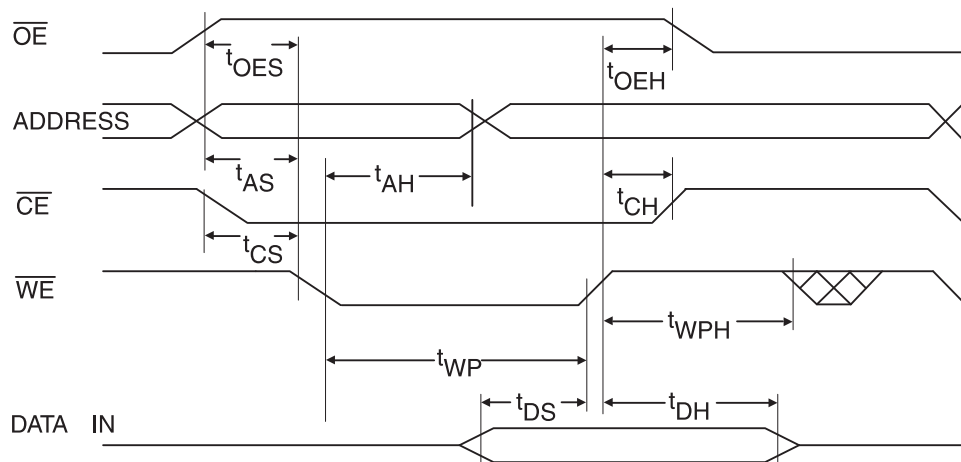 OE
tOES
tOEH
ADDRESS
tAS
tAH
CE
tCH
tCS
WE
tWPH
tWP
tDS
tDH
DATA IN